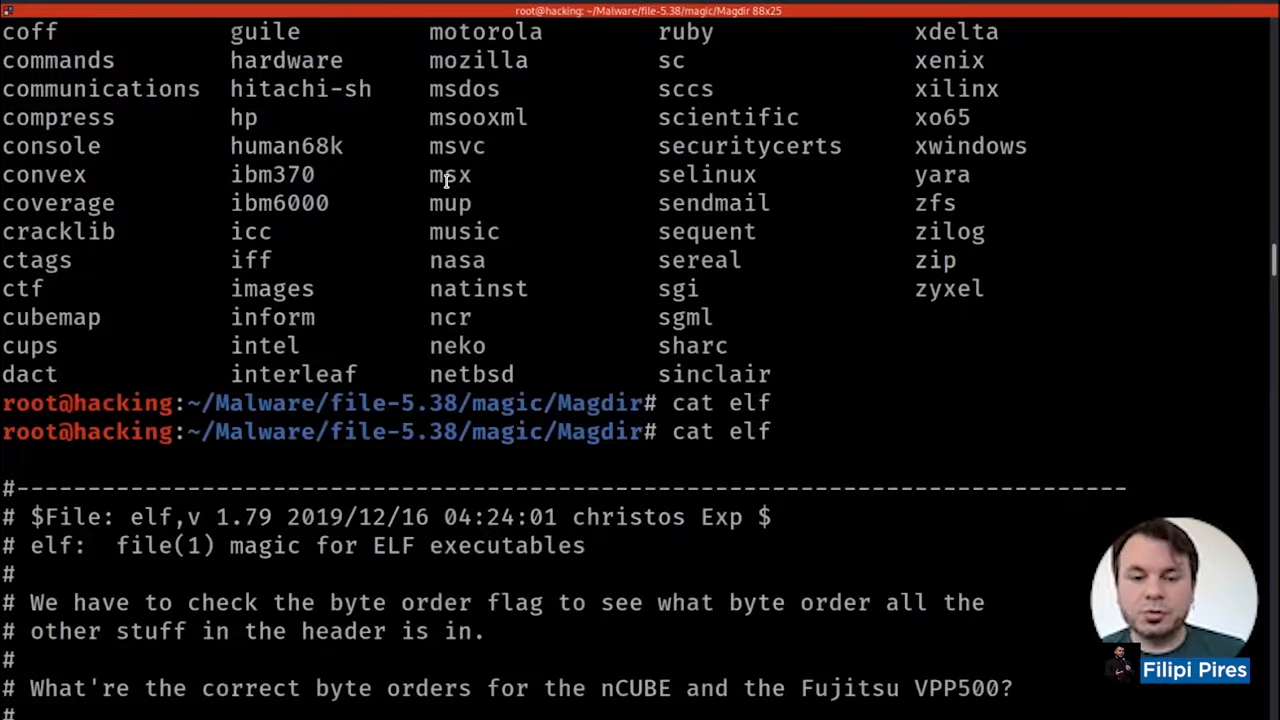 root@hacking: ~/Malware/file-5.38/magic/Magdir 88x25
coff guile motorola ruby xdelta
commands hardware mozilla sc xenix
communications hitachi-sh msdos sccs xilinx
compress hp msooxml scientific xo65
console human68k msvc securitycerts xwindows
convex ibm370 msx selinux yara
coverage ibm6000 mup sendmail zfs
cracklib icc music sequent zilog
ctags iff nasa sereal zip
ctf images natinst sgi zyxel
cubemap inform ncr sgml
cups intel neko sharc
dact interleaf netbsd sinclair
root@hacking:~/Malware/file-5.38/magic/Magdir# cat elf
root@hacking:~/Malware/file-5.38/magic/Magdir# cat elf
#------------------------------------------------------------------------------
# $File: elf,v 1.79 2019/12/16 04:24:01 christos Exp $
# elf:  file(1) magic for ELF executables
#
# We have to check the byte order flag to see what byte order all the
# other stuff in the header is in.
#
# What're the correct byte orders for the nCUBE and the Fujitsu VPP500?
#
Filipi Pires